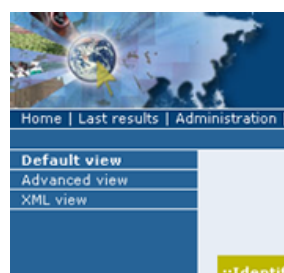 Home | Last results | Administration
Default view
Advanced view
XML view